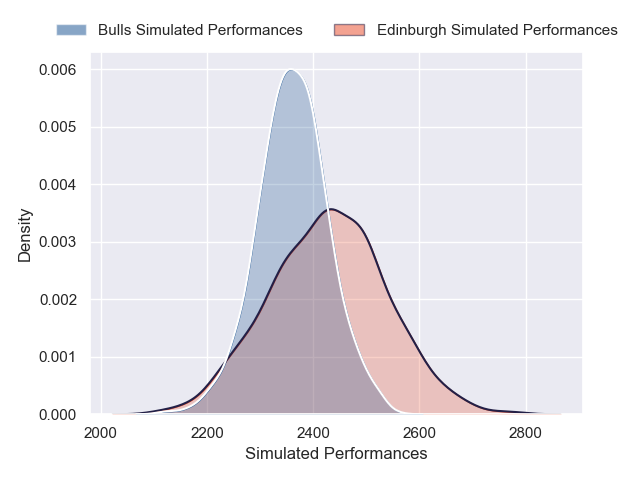 Bulls Simulated Performances Edinburgh Simulated Performances
0.006
0.005
0.004
0.003
0.002
0.001
0.000
Density
2000 2200 2400 2600 2800
Simulated Performances